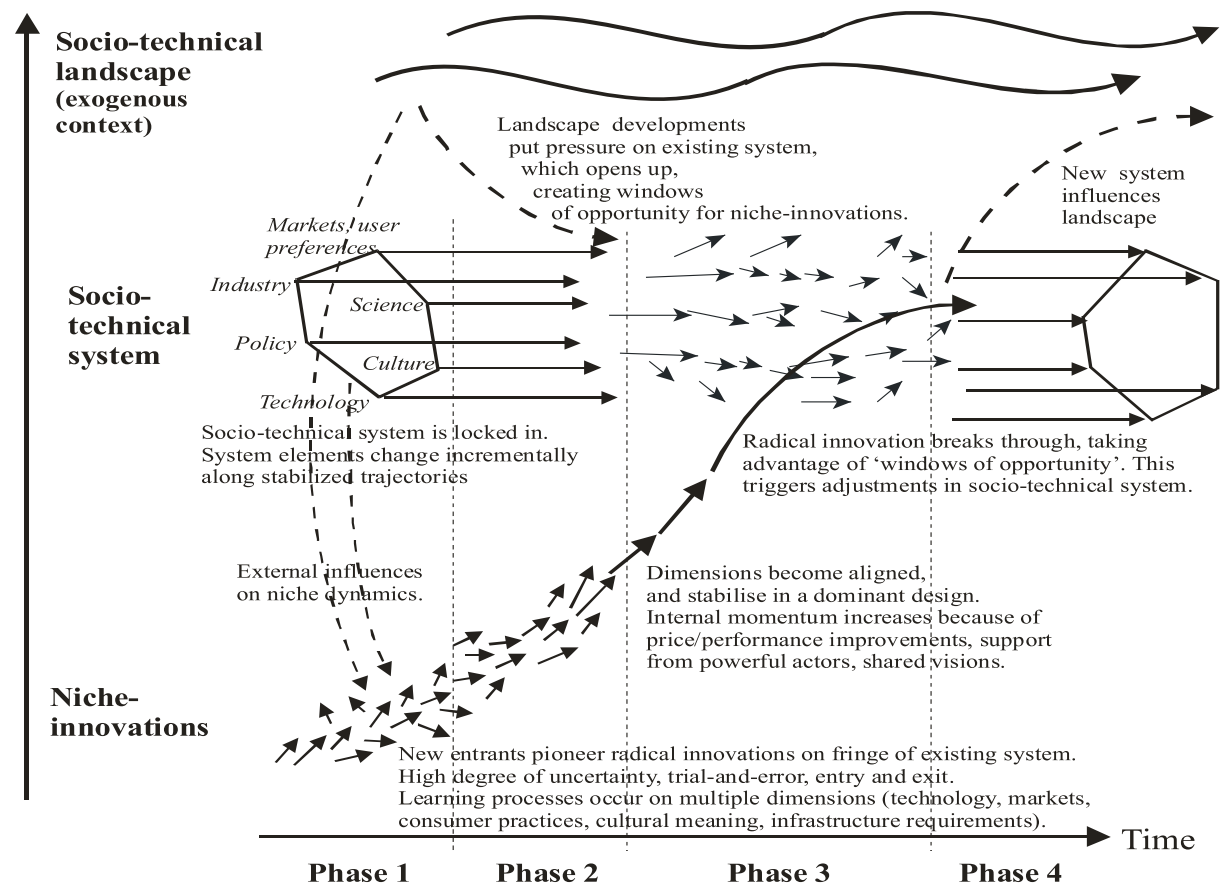 Socio-technical
landscape
(exogenous
context)
Landscape developments
put pressure on existing system,
which opens up,
creating windows
of opportunity for niche-innovations.
New system
influences
landscape
Markets, user
preferences
Industry
Science
Policy
Culture
Technology
Socio-
technical
system
Socio-technical system is locked in.
System elements change incrementally
along stabilized trajectories
Radical innovation breaks through, taking
advantage of ‘windows of opportunity’. This
triggers adjustments in socio-technical system.
External influences
on niche dynamics.
Dimensions become aligned,
and stabilise in a dominant design.
Internal momentum increases because of
price/performance improvements, support
from powerful actors, shared visions.
Niche-
innovations
New entrants pioneer radical innovations on fringe of existing system.
High degree of uncertainty, trial-and-error, entry and exit.
Learning processes occur on multiple dimensions (technology, markets,
consumer practices, cultural meaning, infrastructure requirements).
Time
Phase 1
Phase 2
Phase 3
Phase 4